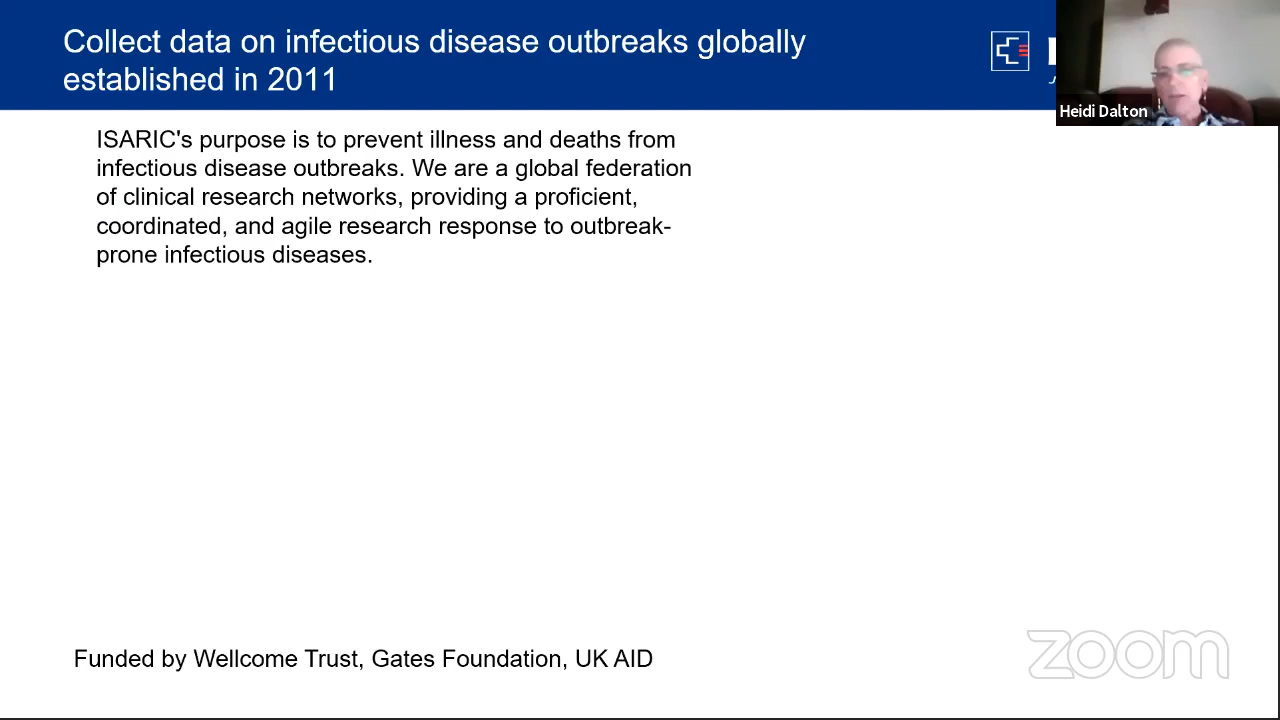 Collect data on infectious disease outbreaks globally
established in 2011
Heidi Dalton
ISARIC's purpose is to prevent illness and deaths from
infectious disease outbreaks. We are a global federation
of clinical research networks, providing a proficient,
coordinated, and agile research response to outbreak-
prone infectious diseases.
Funded by Wellcome Trust, Gates Foundation, UK AID
zoom